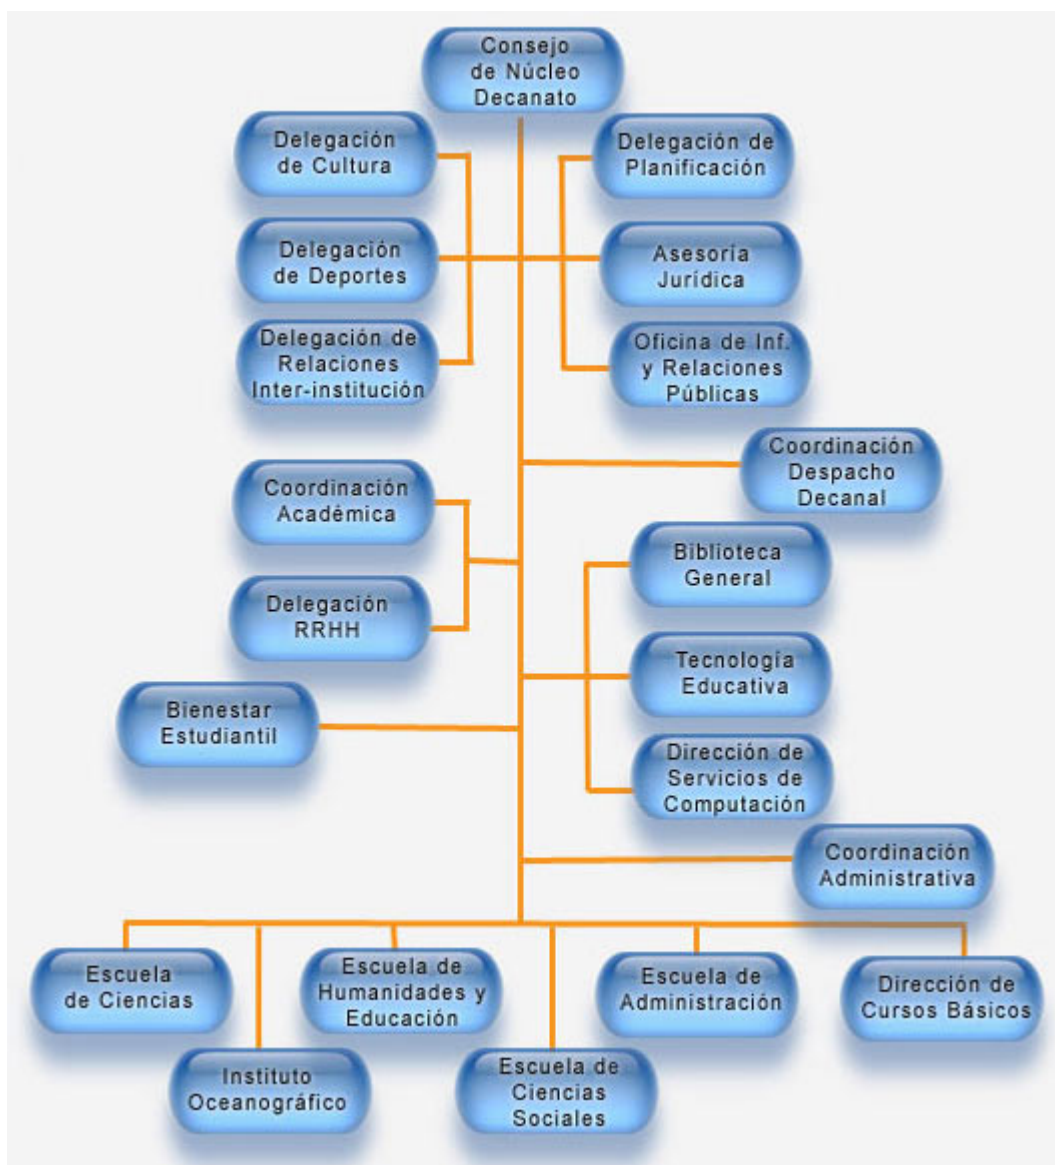 Consejo
de Núcleo
Decanato
Delegación
de Cultura
Delegación de
Planificación
Delegación
de Deportes
Asesoría
Jurídica
Delegación de
Relaciones
Inter-institución
Oficina de Inf.
y Relaciones
Públicas
Coordinación
Despacho
Decanal
Coordinación
Académica
Biblioteca
General
Delegación
RRHH
Tecnología
Educativa
Bienestar
Estudiantil
Dirección de
Servicios de
Computación
Coordinación
Administrativa
Escuela
de Ciencias
Escuela de
Humanidades y
Educación
Escuela de
Administración
Dirección de
Cursos Básicos
Instituto
Oceanográfico
Escuela de
Ciencias
Sociales